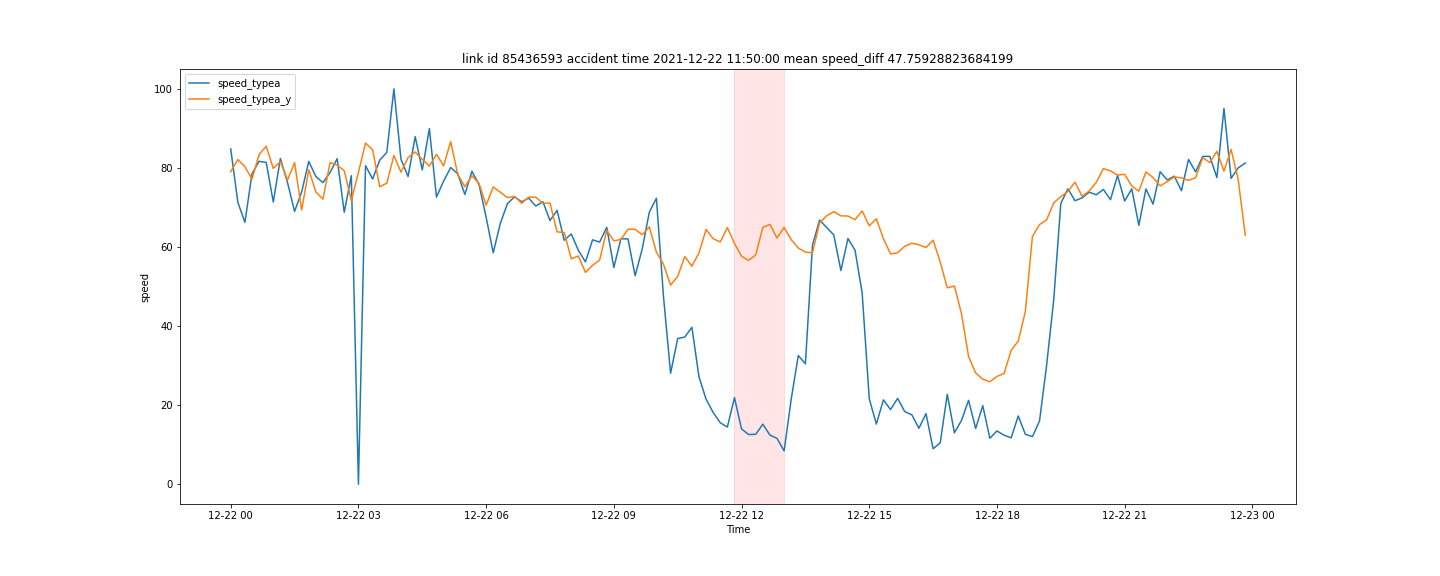 link id 85436593 accident time 2021-12-22 11:50:00 mean speed_diff 47.75928823684199
speed_typea
speed_typea_y
100
80
60
40
20
0
speed
12-22 00 12-22 03 12-22 06 12-22 09 12-22 12 12-22 15 12-22 18 12-22 21 12-23 00
Time